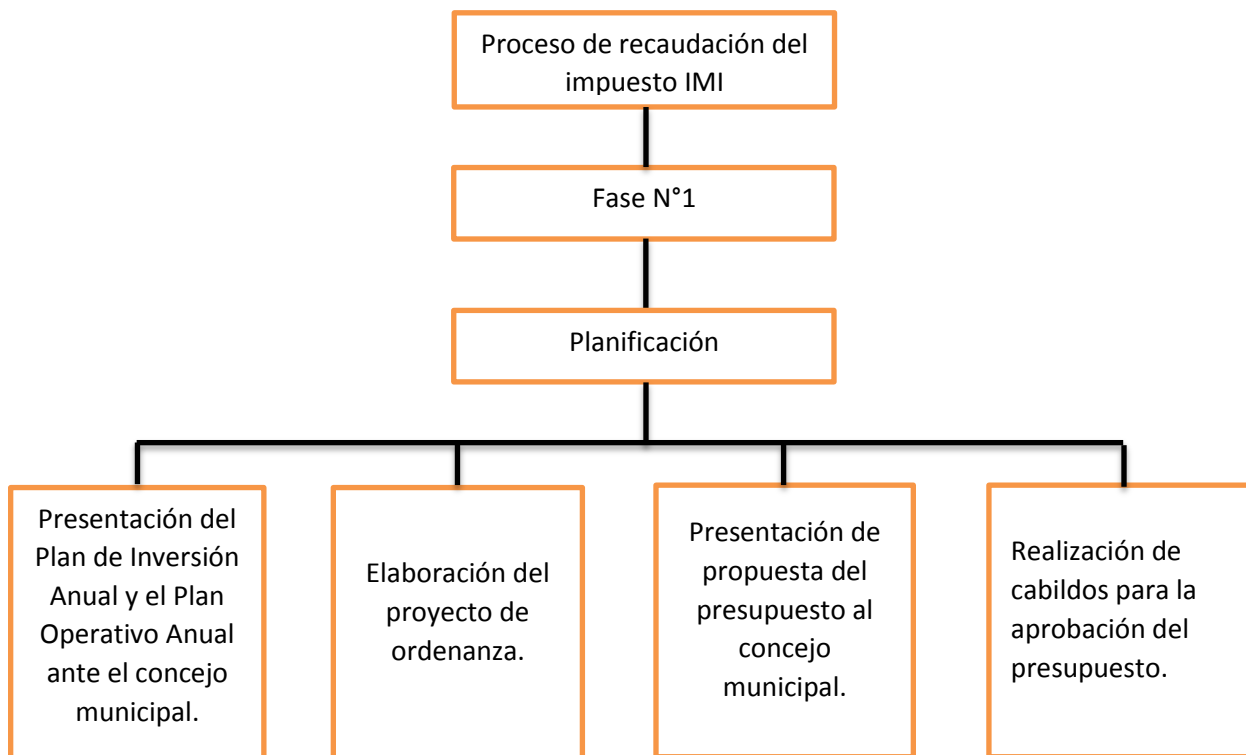 Proceso de recaudación del
impuesto IMI
Fase N°1
Planificación
Presentación del
Plan de Inversión
Anual y el Plan
Operativo Anual
ante el concejo
municipal.
Elaboración del
proyecto de
ordenanza.
Presentación de
propuesta del
presupuesto al
concejo
municipal.
Realización de
cabildos para la
aprobación del
presupuesto.